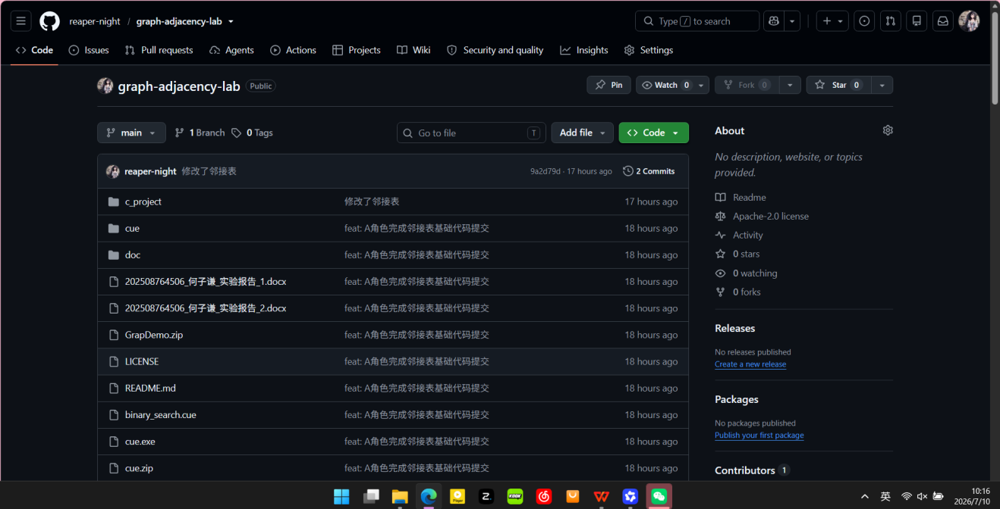 reaper-night / graph-adjacency-lab
Type / to search
Code Issues Pull requests Agents Actions Projects Wiki Security and quality Insights Settings
graph-adjacency-lab Public
Pin Watch 0 Fork 0 Star 0
main 1 Branch 0 Tags Go to file T Add file Code
reaper-night 修改了邻接表 9a2d79d · 17 hours ago 2 Commits
c_project 修改了邻接表 17 hours ago
cue feat: A角色完成邻接表基础代码提交 18 hours ago
doc feat: A角色完成邻接表基础代码提交 18 hours ago
202508764506_何子谦_实验报告_1.docx feat: A角色完成邻接表基础代码提交 18 hours ago
202508764506_何子谦_实验报告_2.docx feat: A角色完成邻接表基础代码提交 18 hours ago
GrapDemo.zip feat: A角色完成邻接表基础代码提交 18 hours ago
LICENSE feat: A角色完成邻接表基础代码提交 18 hours ago
README.md feat: A角色完成邻接表基础代码提交 18 hours ago
binary_search.cue feat: A角色完成邻接表基础代码提交 18 hours ago
cue.exe feat: A角色完成邻接表基础代码提交 18 hours ago
cue.zip feat: A角色完成邻接表基础代码提交 18 hours ago
About
No description, website, or topics
provided.
Readme
Apache-2.0 license
Activity
0 stars
0 watching
0 forks
Releases
No releases published
Create a new release
Packages
No packages published
Publish your first package
Contributors 1
Player
Z
KOOK
英
10:16
2026/7/10